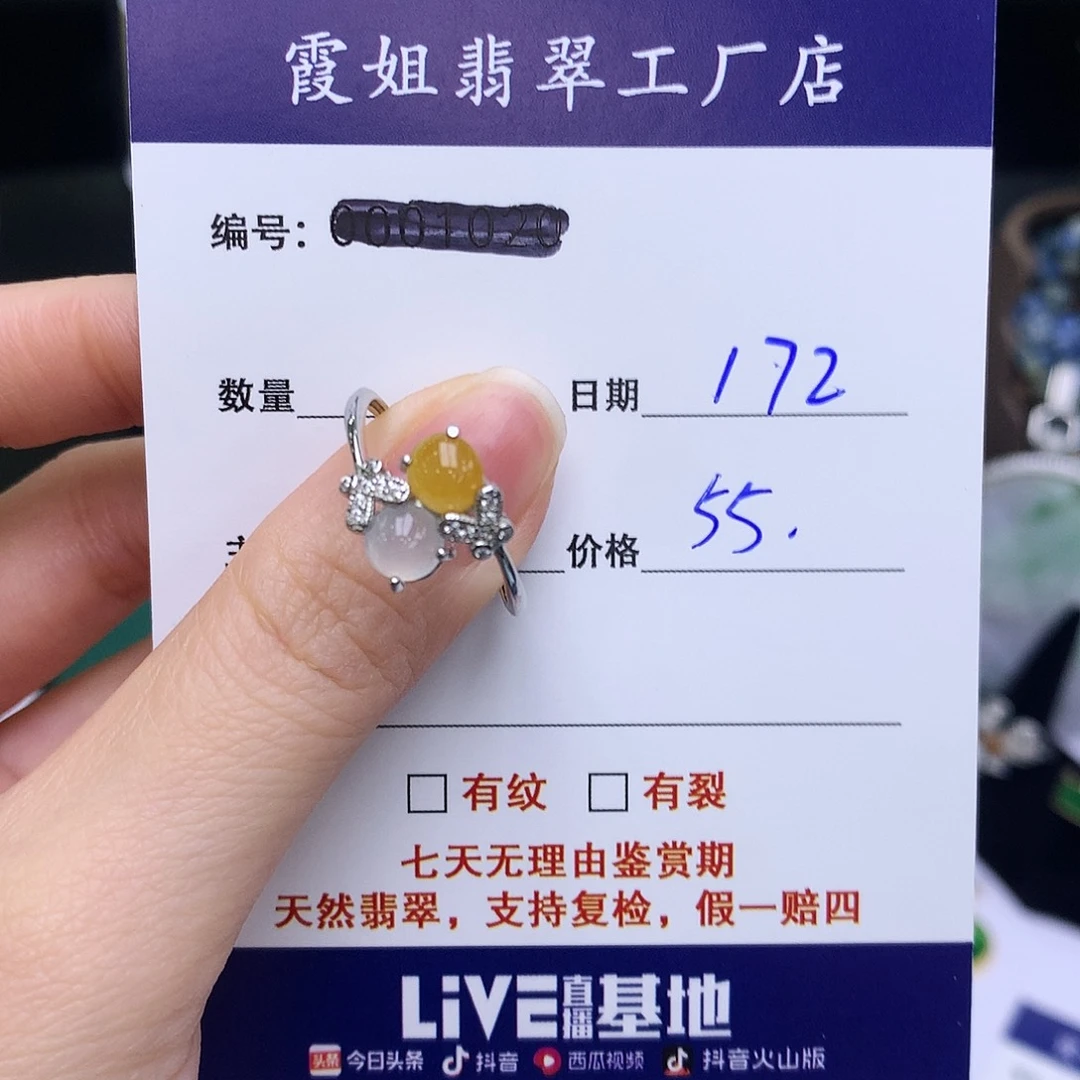 霞姐翡翠工厂店
编号： 0001020
数量 日期 172
价格 55.
□ 有纹 □ 有裂
七天无理由鉴赏期
天然翡翠，支持复检，假一赔四
LiVE直播基地
头条 今日头条 抖音 西瓜视频 抖音火山版